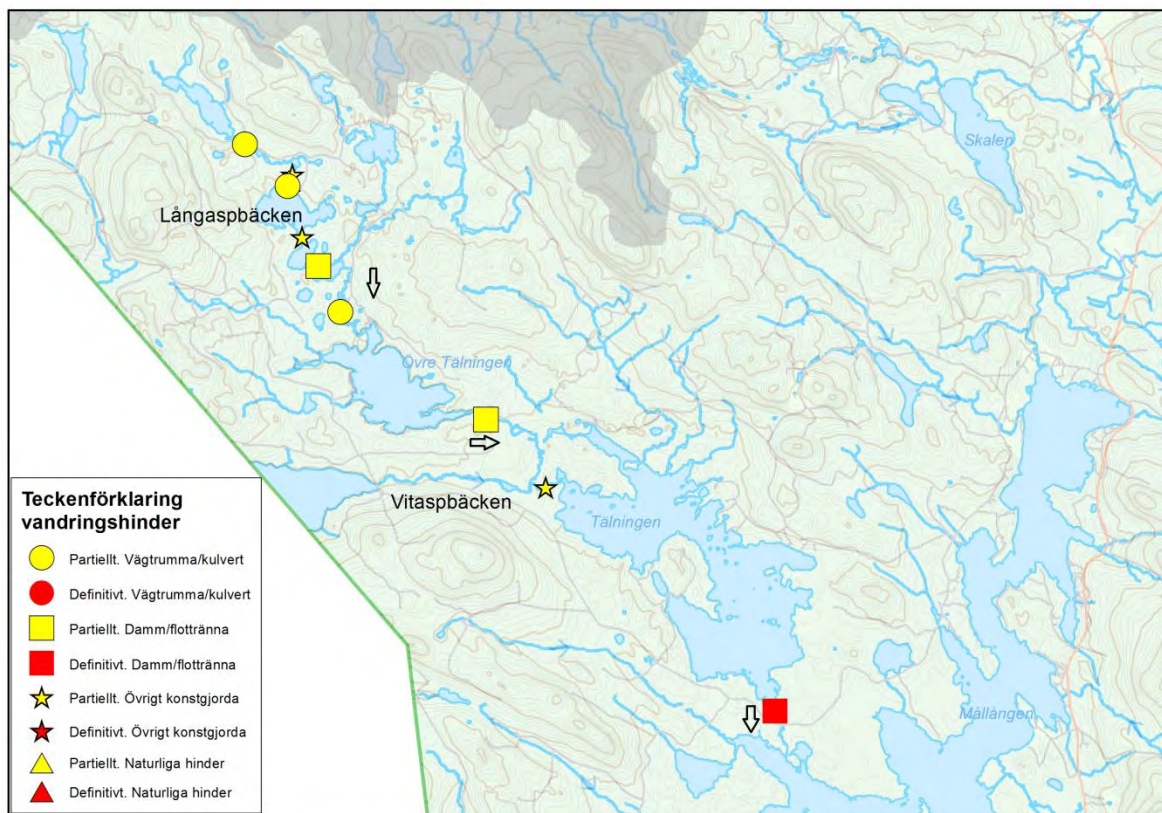 Skalen
Långaspbäcken
Övre Tälningen
Vitaspbäcken
Tälningen
Mållången
Teckenförklaring
vandringshinder
Partiellt. Vägtrumma/kulvert
Definitivt. Vägtrumma/kulvert
Partiellt. Damm/flottränna
Definitivt. Damm/flottränna
Partiellt. Övrigt konstgjorda
Definitivt. Övrigt konstgjorda
Partiellt. Naturliga hinder
Definitivt. Naturliga hinder